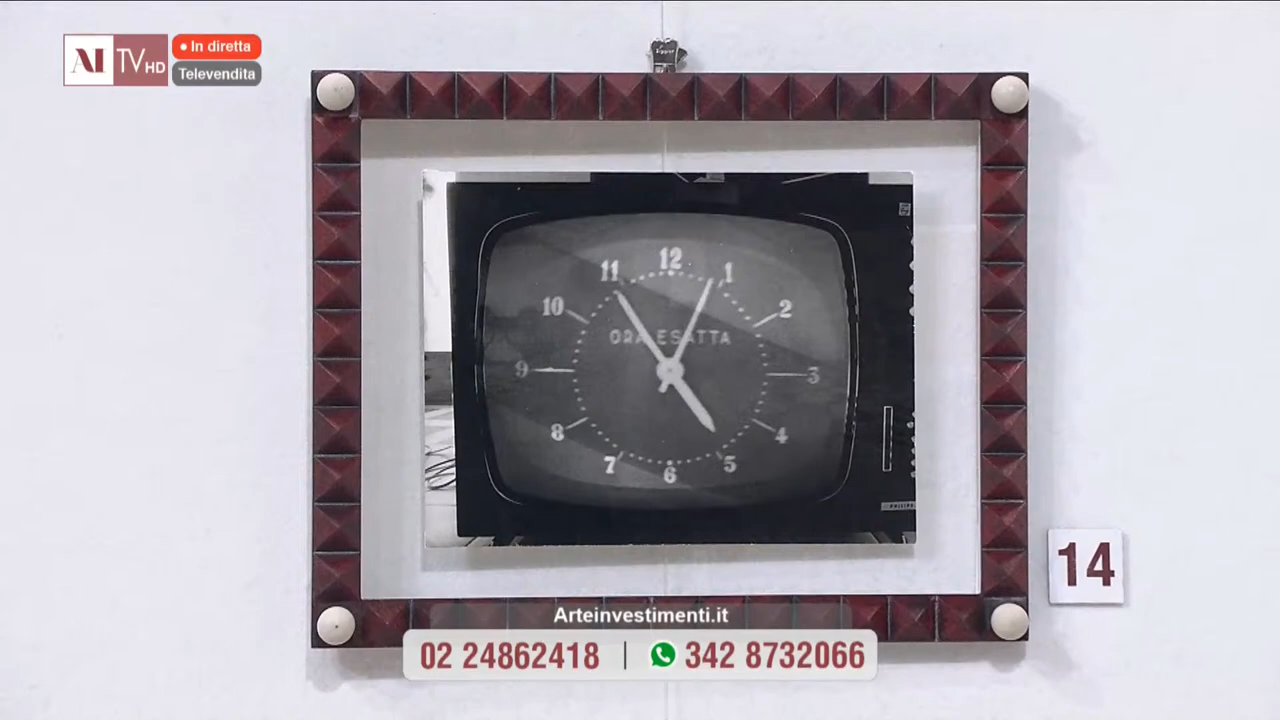 AI TV HD
• In diretta
Televendita
12
11
1
10
2
ORA ESATTA
9
3
8
4
7
5
6
PHILIPS
14
Arteinvestimenti.it
02 24862418 | 342 8732066